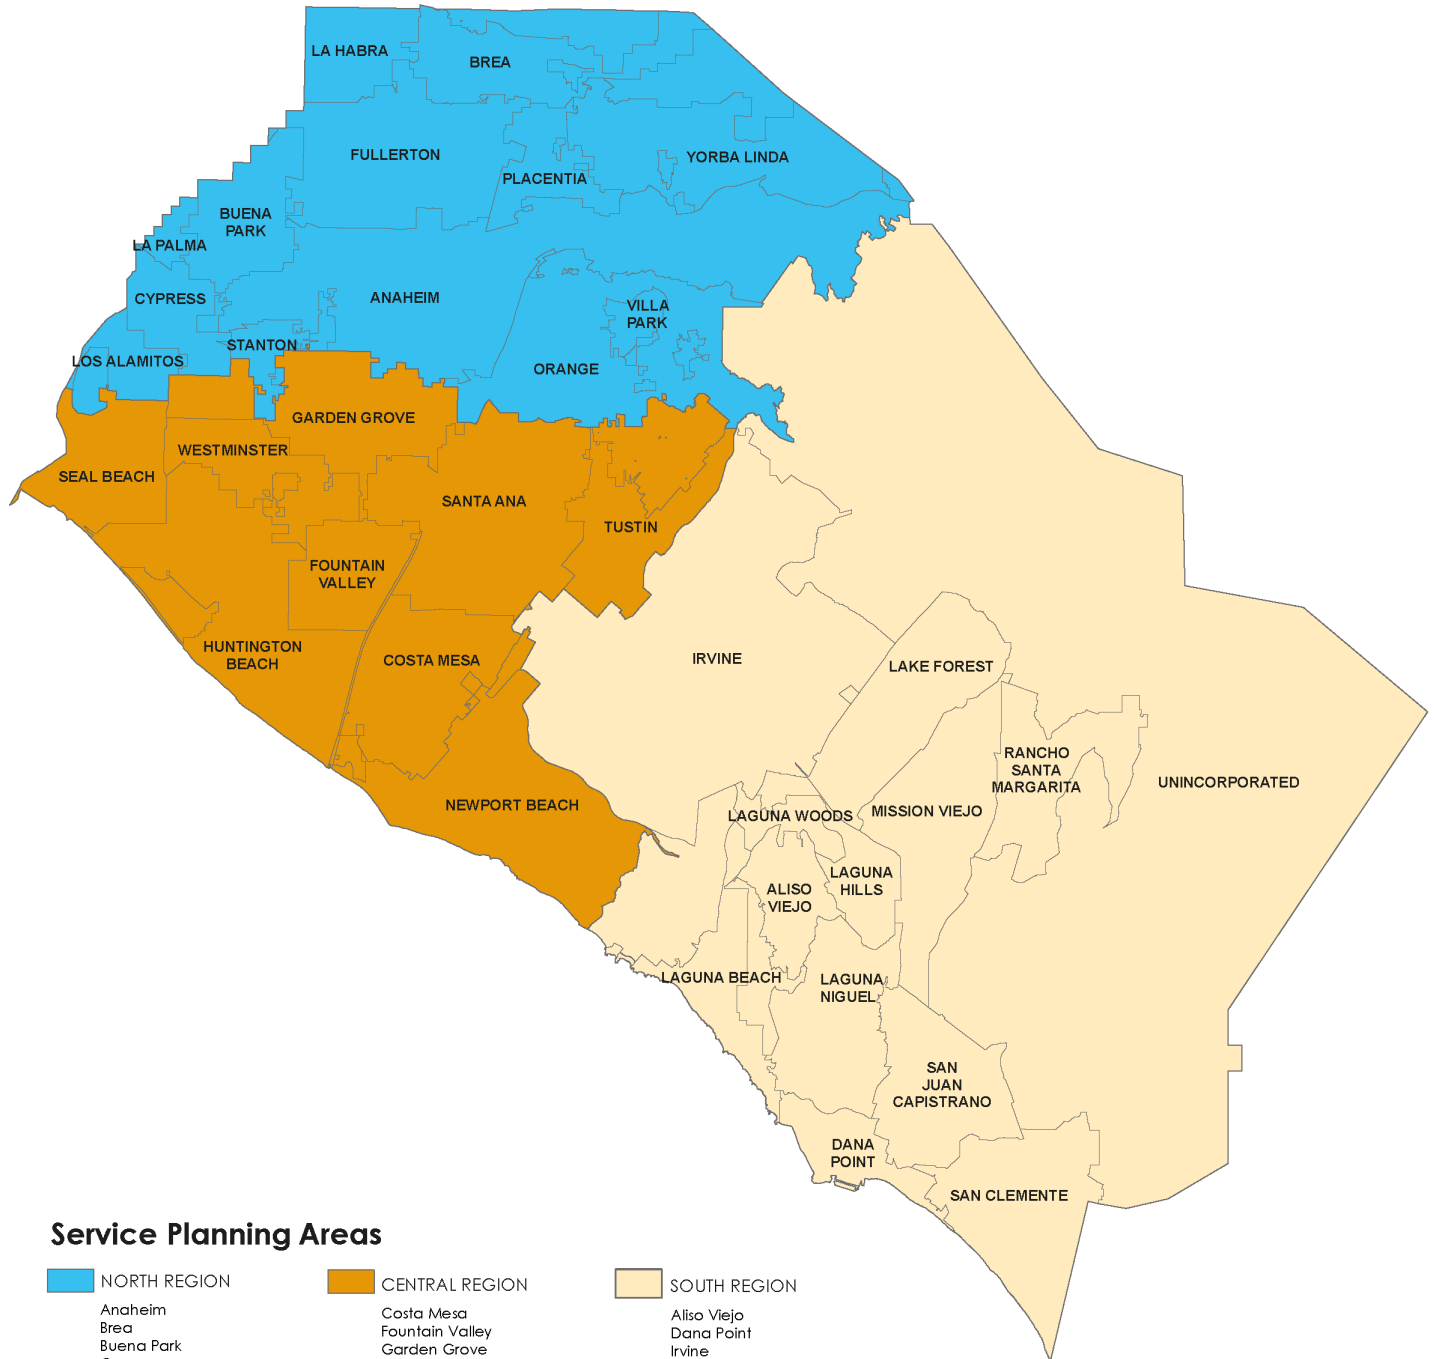 LA HABRA
BREA
FULLERTON
YORBA LINDA
PLACENTIA
BUENA
PARK
LA PALMA
CYPRESS
ANAHEIM
VILLA
PARK
STANTON
LOS ALAMITOS
ORANGE
GARDEN GROVE
WESTMINSTER
SEAL BEACH
SANTA ANA
TUSTIN
FOUNTAIN
VALLEY
HUNTINGTON
BEACH
COSTA MESA
IRVINE
LAKE FOREST
RANCHO
SANTA
MARGARITA
UNINCORPORATED
NEWPORT BEACH
LAGUNA WOODS
MISSION VIEJO
LAGUNA
HILLS
ALISO
VIEJO
LAGUNA BEACH
LAGUNA
NIGUEL
SAN
JUAN
CAPISTRANO
DANA
POINT
SAN CLEMENTE
Service Planning Areas
NORTH REGION
Anaheim
Brea
Buena Park
CENTRAL REGION
Costa Mesa
Fountain Valley
Garden Grove
SOUTH REGION
Aliso Viejo
Dana Point
Irvine